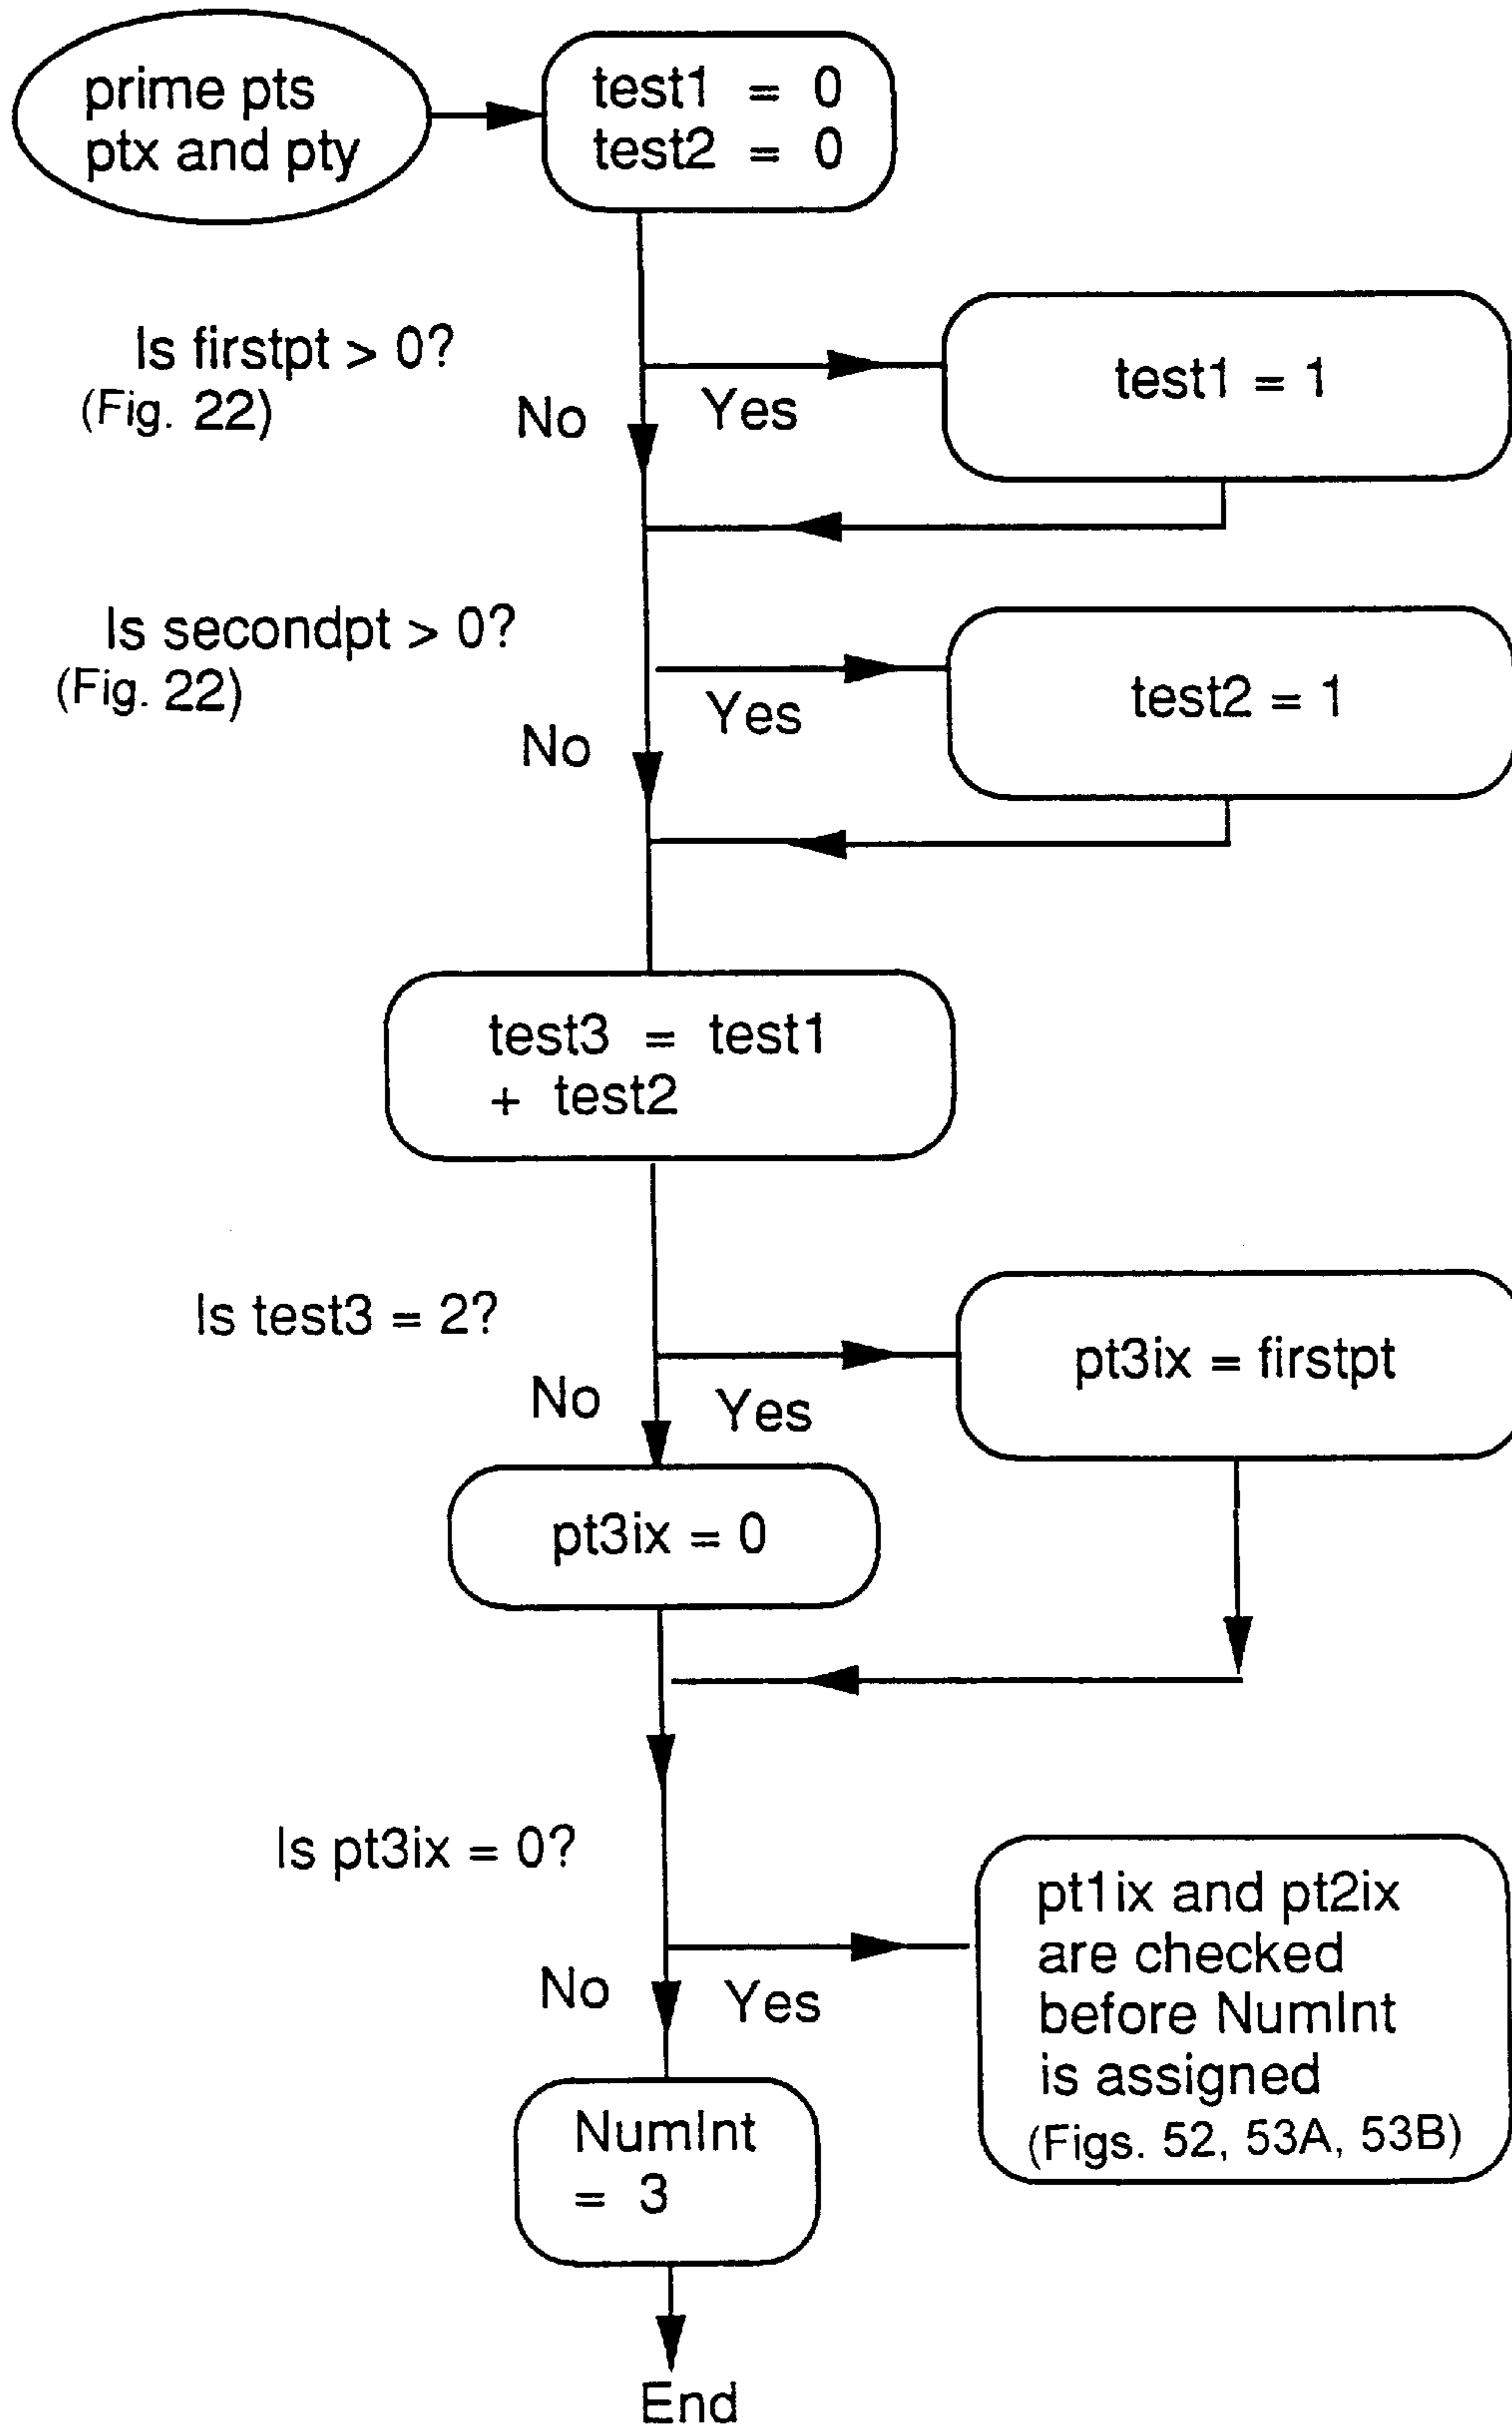 prime pts
ptx and pty
test1 = 0
test2 = 0
Is firstpt > 0?
(Fig. 22)
No
Yes
test1 = 1
Is secondpt > 0?
(Fig. 22)
No
Yes
test2 = 1
test3 = test1
+ test2
Is test3 = 2?
No
Yes
pt3ix = firstpt
pt3ix = 0
Is pt3ix = 0?
No
Yes
pt1ix and pt2ix
are checked
before NumInt
is assigned
(Figs. 52, 53A, 53B)
NumInt
= 3
End